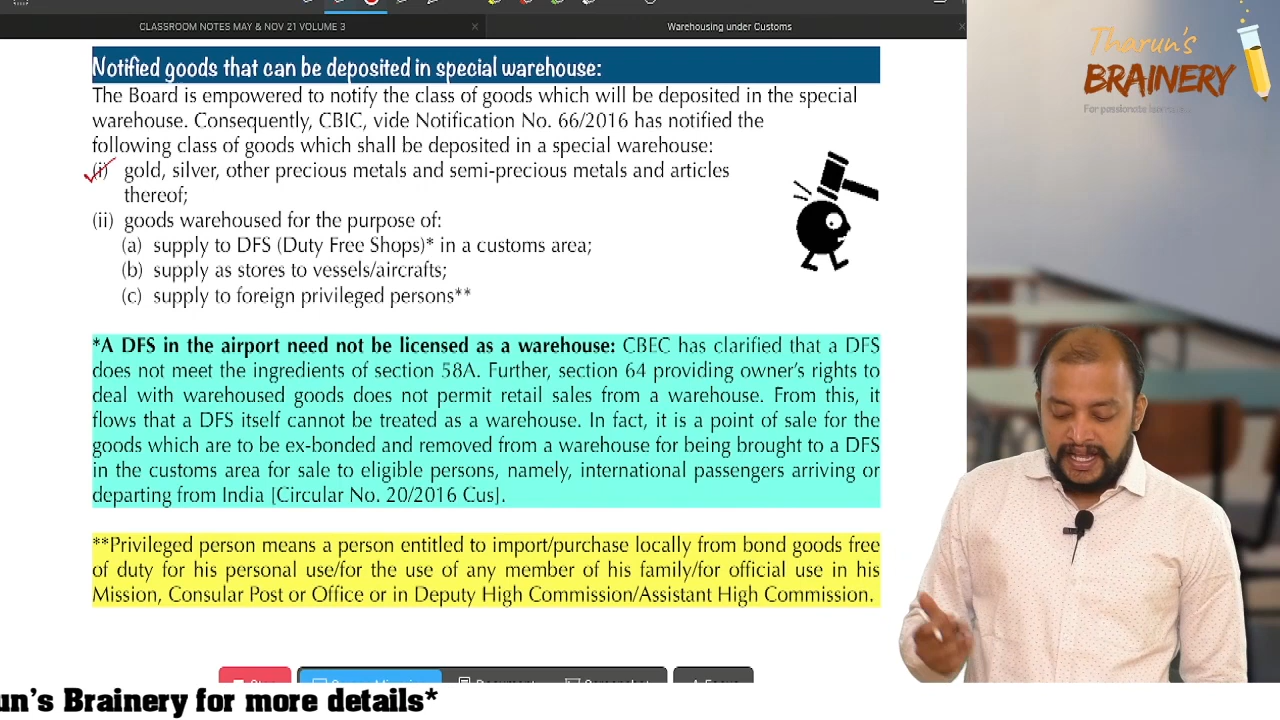 CLASSROOM NOTES MAY & NOV 21 VOLUME 3
Warehousing under Customs
Tharun's
BRAINERY
Notified goods that can be deposited in special warhouse:
The Board is empowered to notify the class of goods which will be deposited in the special
warehouse. Consequently, CBIC, vide Notification No. 66/2016 has notified the
following class of goods which shall be deposited in a special warehouse:
(i) gold, silver, other precious metals and semi-precious metals and articles
thereof;
(ii) goods warehoused for the purpose of:
(a) supply to DFS (Duty Free Shops)* in a customs area;
(b) supply as stores to vessels/aircrafts;
(c) supply to foreign privileged persons**
*A DFS in the airport need not be licensed as a warehouse: CBEC has clarified that a DFS
does not meet the ingredients of section 58A. Further, section 64 providing owner's rights to
deal with warehoused goods does not permit retail sales from a warehouse. From this, it
flows that a DFS itself cannot be treated as a warehouse. In fact, it is a point of sale for the
goods which are to be ex-bonded and removed from a warehouse for being brought to a DFS
in the customs area for sale to eligible persons, namely, international passengers arriving or
departing from India [Circular No. 20/2016 Cus].
**Privileged person means a person entitled to import/purchase locally from bond goods free
of duty for his personal use/for the use of any member of his family/for official use in his
Mission, Consular Post or Office or in Deputy High Commission/Assistant High Commission.
un's Brainery for more details*